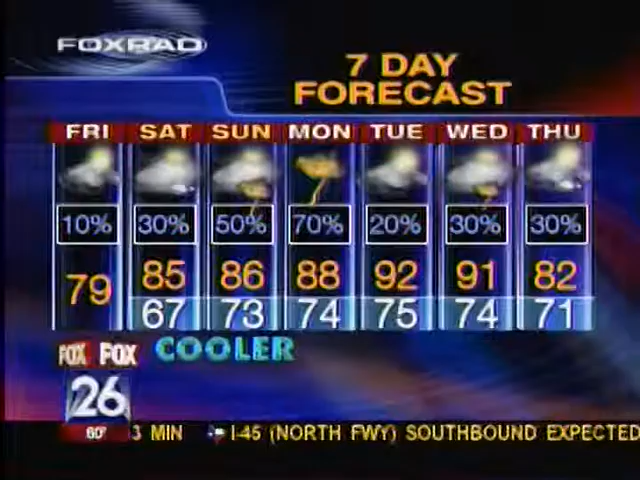 FOXRAD
7 DAY
FORECAST
FRI SAT SUN MON TUE WED THU
10% 30% 50% 70% 20% 30% 30%
79 85 86 88 92 91 82
67 73 74 75 74 71
FOX FOX COOLER
26
60° 3 MIN I-45 (NORTH FWY) SOUTHBOUND EXPECTED